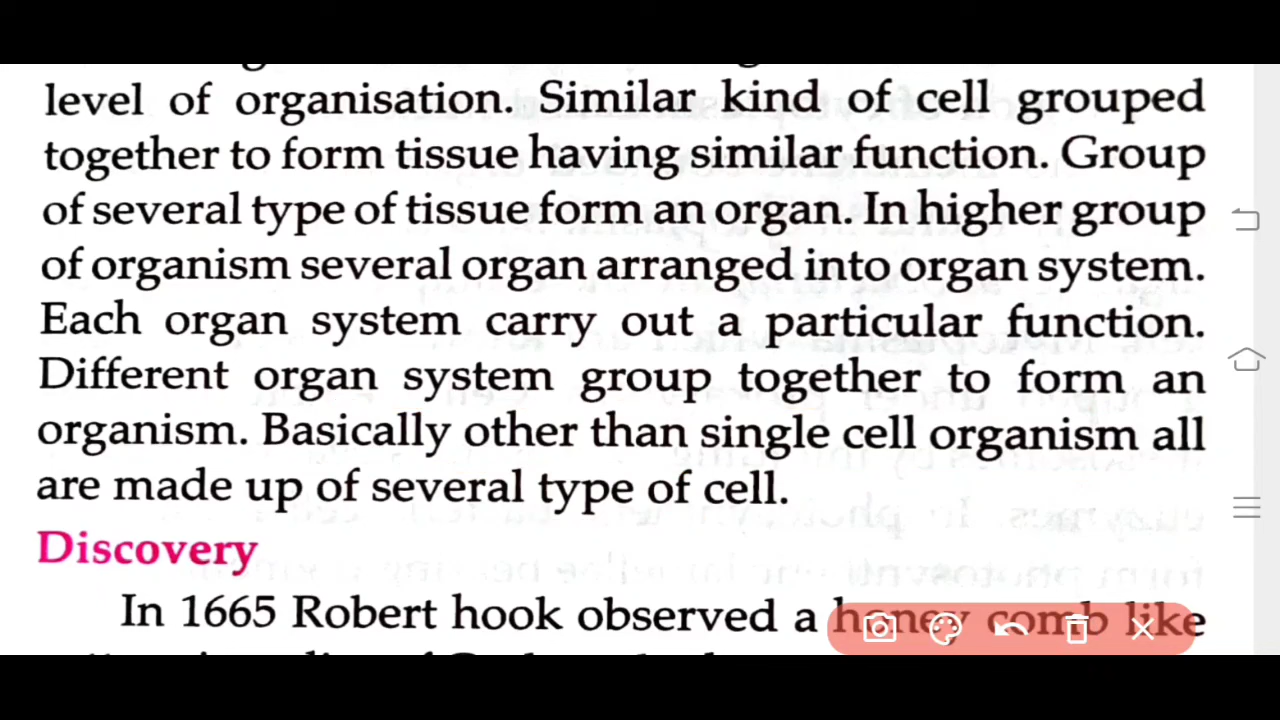 level of organisation. Similar kind of cell grouped
together to form tissue having similar function. Group
of several type of tissue form an organ. In higher group
of organism several organ arranged into organ system.
Each organ system carry out a particular function.
Different organ system group together to form an
organism. Basically other than single cell organism all
are made up of several type of cell.
Discovery
In 1665 Robert hook observed a honey comb like